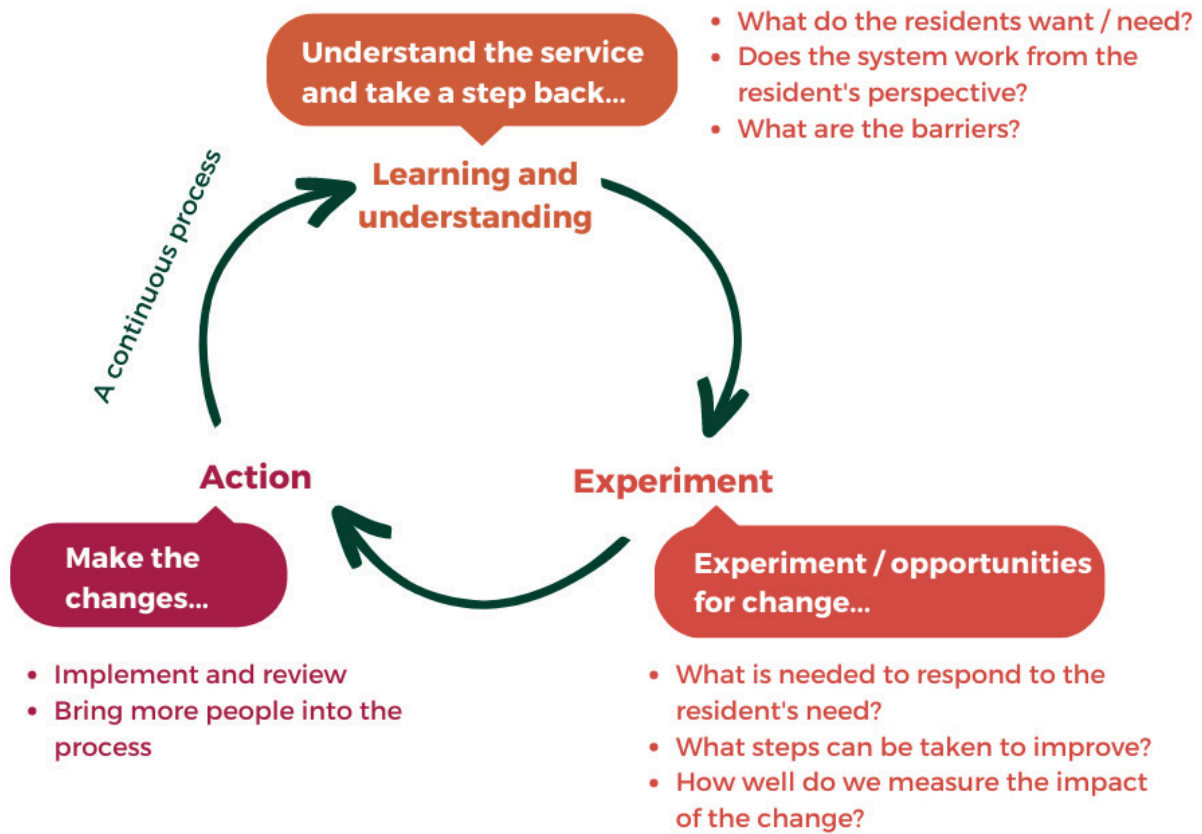 Understand the service
and take a step back...
• What do the residents want / need?
• Does the system work from the
resident's perspective?
• What are the barriers?
Learning and
understanding
A continuous process
Action
Experiment
Make the
changes...
Experiment / opportunities
for change...
• Implement and review
• Bring more people into the
process
• What is needed to respond to the
resident's need?
• What steps can be taken to improve?
• How well do we measure the impact
of the change?